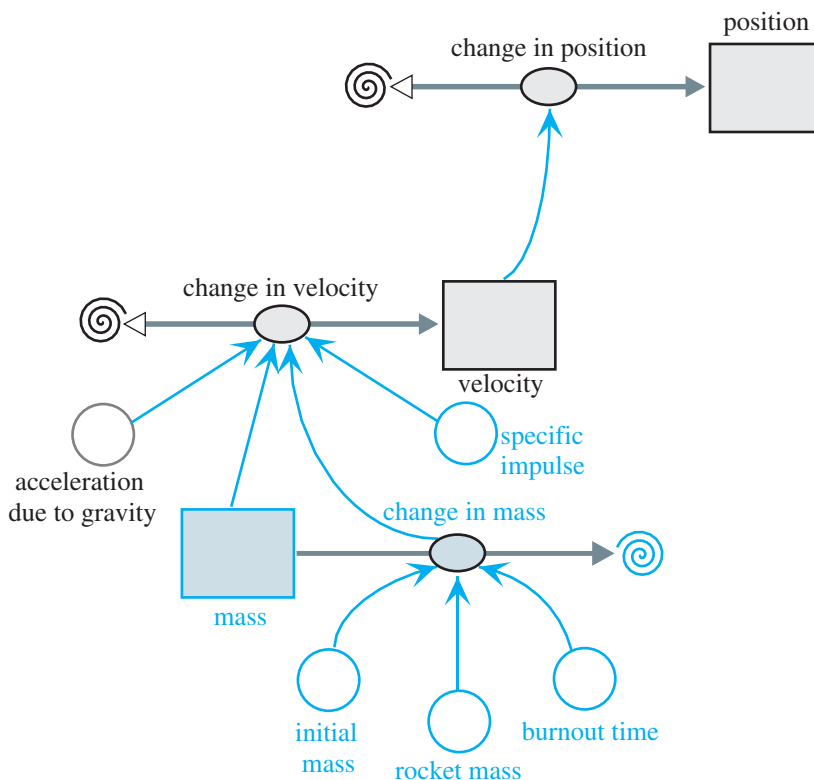 position
change in position
change in velocity
velocity
specific
impulse
acceleration
due to gravity
change in mass
mass
initial
mass
rocket mass
burnout time